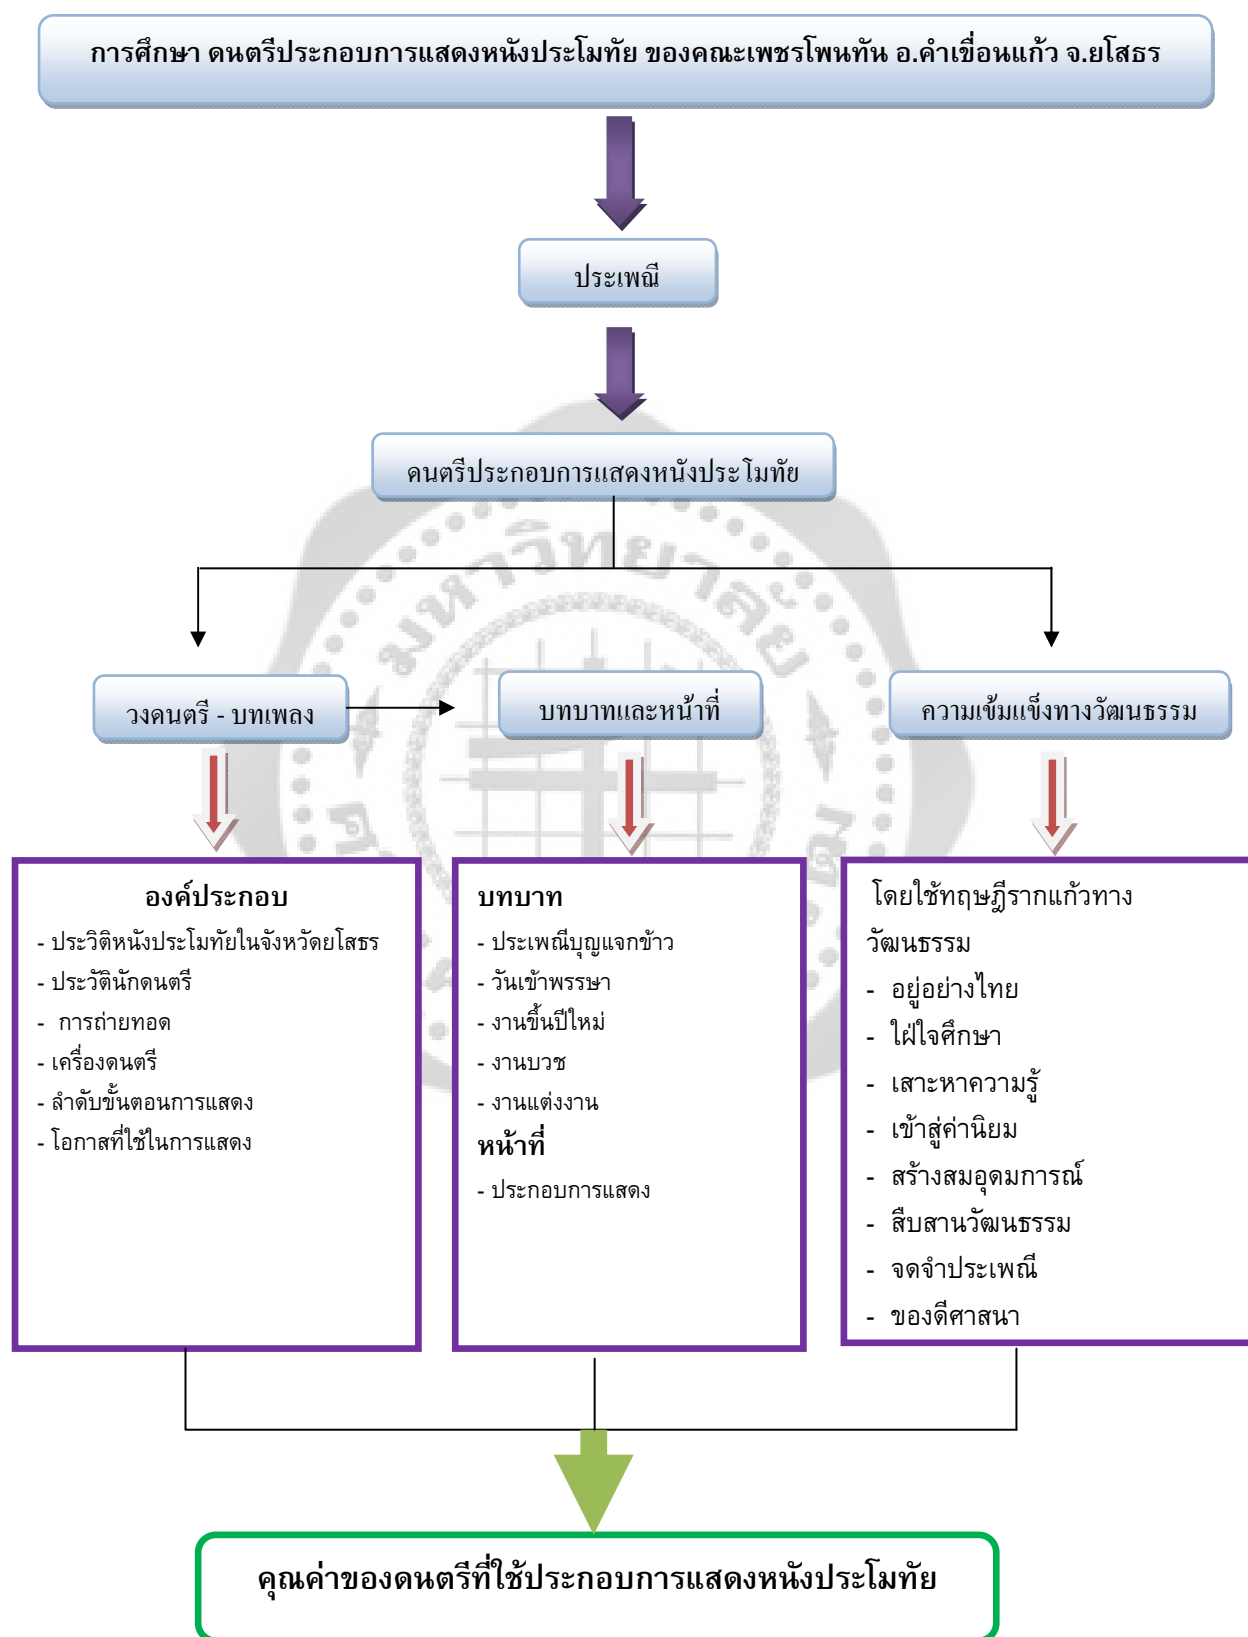 การศึกษา ดนตรีประกอบการแสดงหนังประโมทัย ของคณะเพชรโพนทัน อ.คำเขื่อนแก้ว จ.ยโสธร
ประเพณี
ดนตรีประกอบการแสดงหนังประโมทัย
มหาวิทยาลัย
วงดนตรี - บทเพลง
บทบาทและหน้าที่
ความเข้มแข็งทางวัฒนธรรม
องค์ประกอบ
- ประวิติหนังประโมทัยในจังหวัดยโสธร
- ประวัตินักดนตรี
- การถ่ายทอด
- เครื่องดนตรี
- ลำดับขั้นตอนการแสดง
- โอกาสที่ใช้ในการแสดง
บทบาท
- ประเพณีบุญแจกข้าว
- วันเข้าพรรษา
- งานขึ้นปีใหม่
- งานบวช
- งานแต่งงาน
หน้าที่
- ประกอบการแสดง
โดยใช้ทฤษฎีรากแก้วทาง
วัฒนธรรม
- อยู่อย่างไทย
- ใฝ่ใจศึกษา
- เสาะหาความรู้
- เข้าสู่ค่านิยม
- สร้างสมอุดมการณ์
- สืบสานวัฒนธรรม
- จดจำประเพณี
- ของดีศาสนา
คุณค่าของดนตรีที่ใช้ประกอบการแสดงหนังประโมทัย